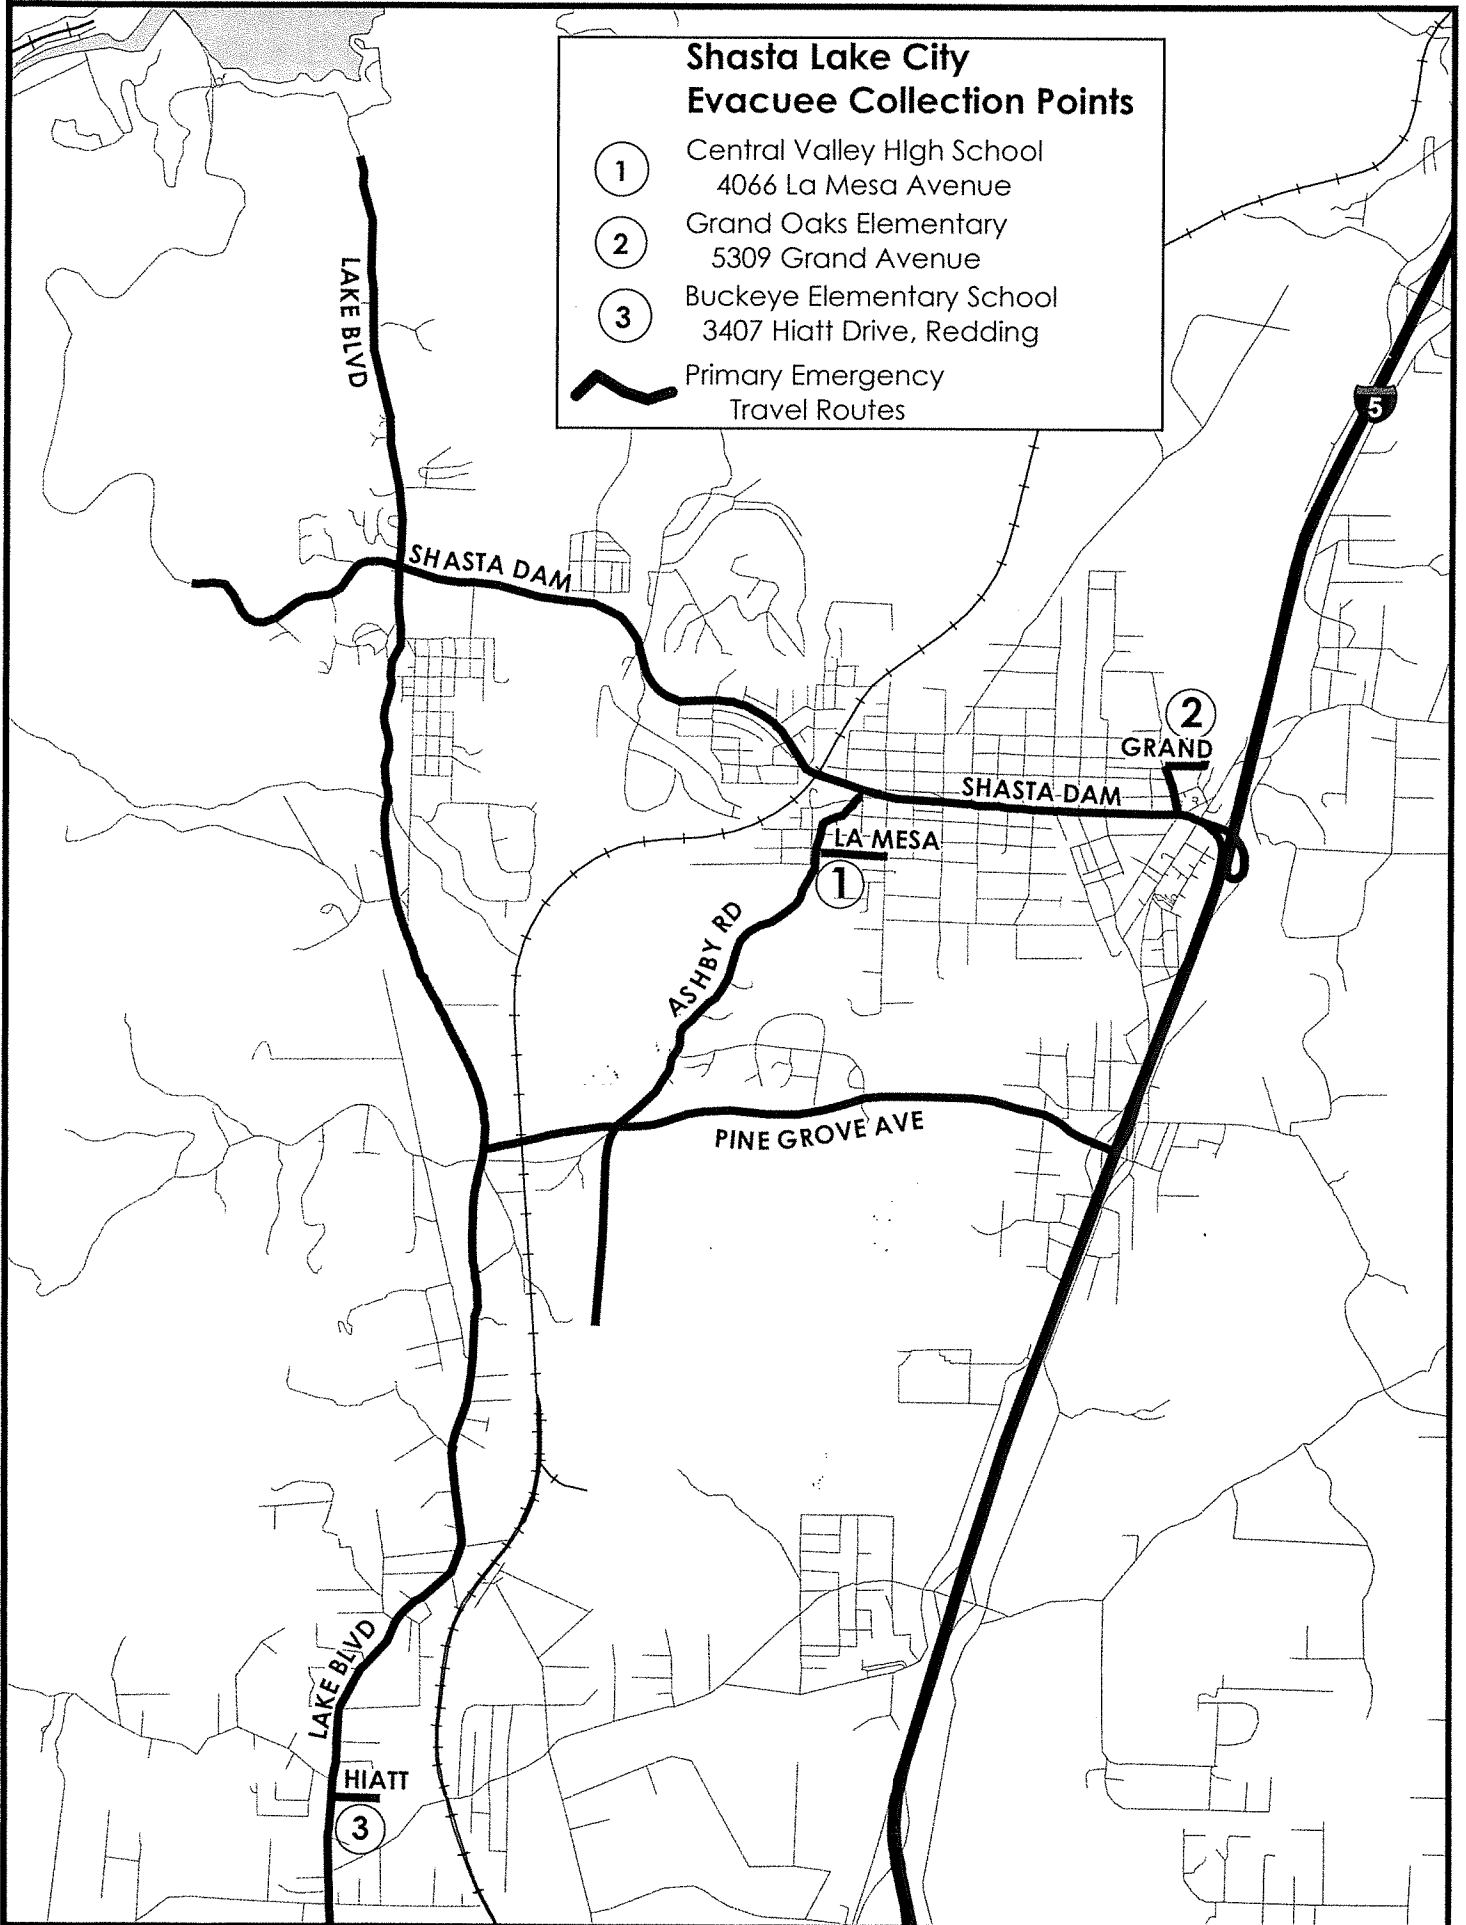 Shasta Lake City
Evacuee Collection Points
1 Central Valley HIgh School
4066 La Mesa Avenue
2 Grand Oaks Elementary
5309 Grand Avenue
3 Buckeye Elementary School
3407 Hiatt Drive, Redding
Primary Emergency
Travel Routes
LAKE BLVD
5
SHASTA DAM
2
GRAND
SHASTA DAM
LA MESA
1
ASHBY RD
PINE GROVE AVE
LAKE BLVD
HIATT
3